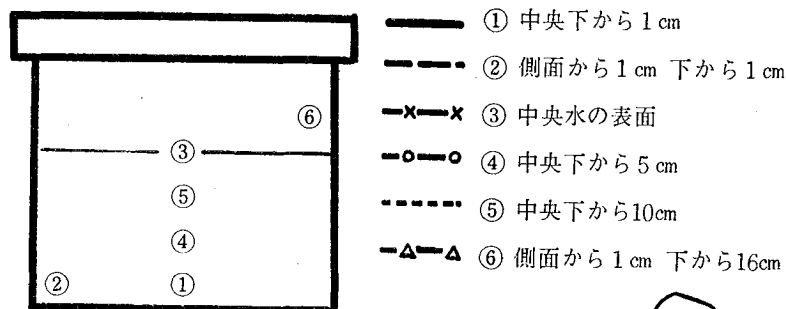 ① 中央下から1cm
② 側面から1cm 下から1cm
③ 中央水の表面
④ 中央下から5cm
⑤ 中央下から10cm
⑥ 側面から1cm 下から16cm
⑥
③
⑤
④
② ①